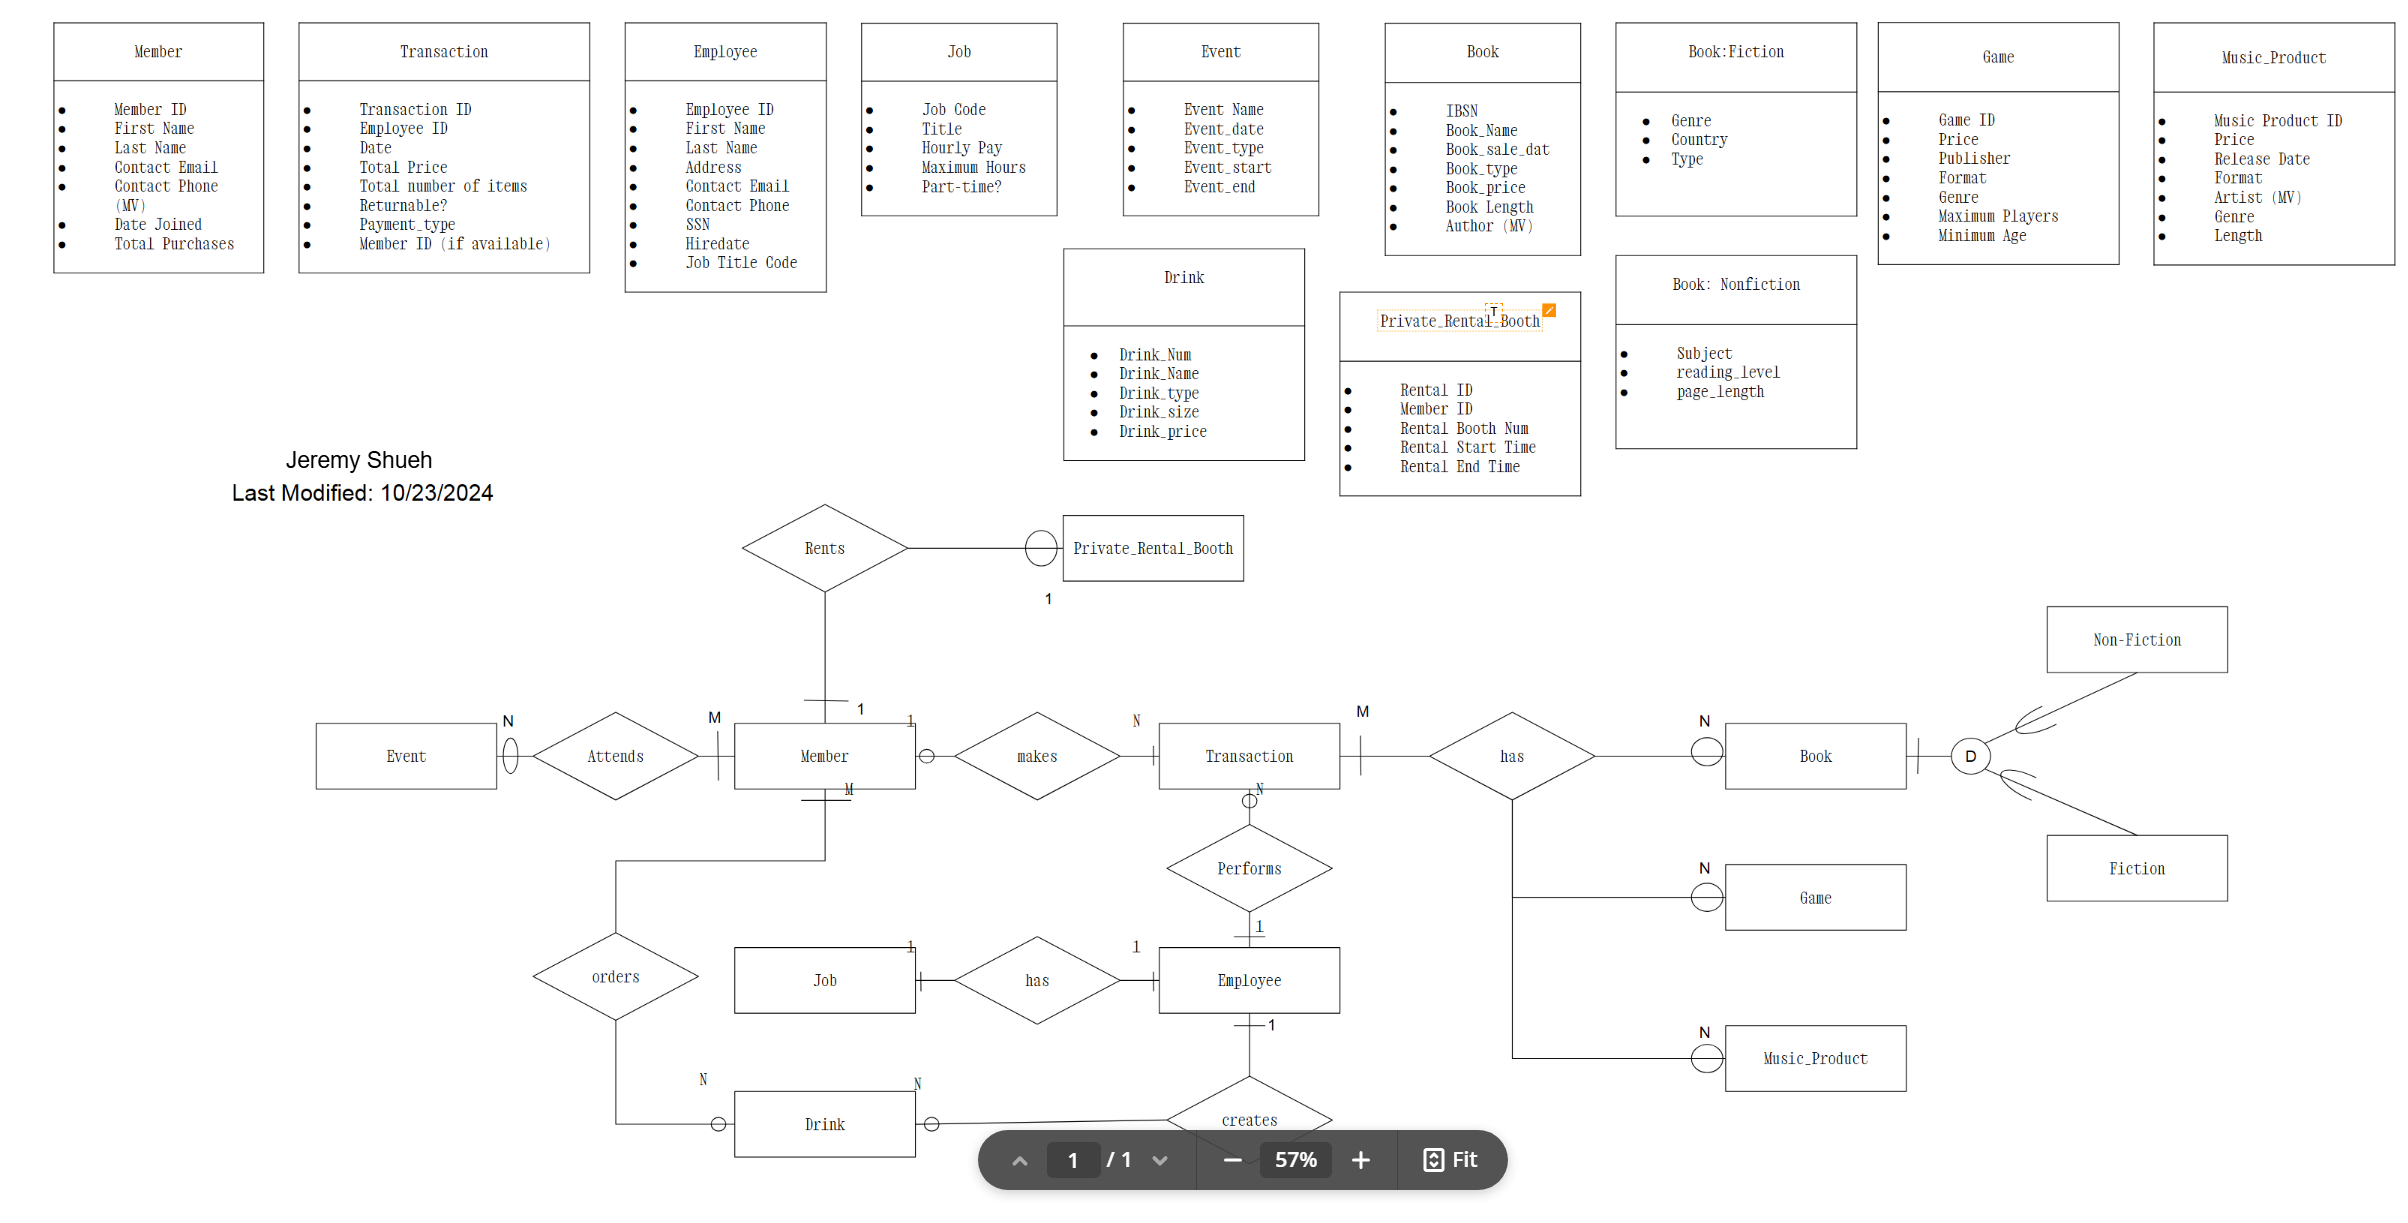 Member
Member ID
First Name
Last Name
Contact Email
Contact Phone
(MV)
Date Joined
Total Purchases
Transaction
Transaction ID
Employee ID
Date
Total Price
Total number of items
Returnable?
Payment_type
Member ID (if available)
Employee
Employee ID
First Name
Last Name
Address
Contact Email
Contact Phone
SSN
Hiredate
Job Title Code
Job
Job Code
Title
Hourly Pay
Maximum Hours
Part-time?
Event
Event Name
Event_date
Event_type
Event_start
Event_end
Book
IBSN
Book_Name
Book_sale_dat
Book_type
Book_price
Book Length
Author (MV)
Book:Fiction
Genre
Country
Type
Game
Game ID
Price
Publisher
Format
Genre
Maximum Players
Minimum Age
Music_Product
Music Product ID
Price
Release Date
Format
Artist (MV)
Genre
Length
Drink
Drink_Num
Drink_Name
Drink_type
Drink_size
Drink_price
T
Private_Rental_Booth
Rental ID
Member ID
Rental Booth Num
Rental Start Time
Rental End Time
Book: Nonfiction
Subject
reading_level
page_length
Jeremy Shueh
Last Modified: 10/23/2024
Rents
Private_Rental_Booth
1
1
Non-Fiction
N
M
1
N
M
N
Event
Attends
Member
makes
Transaction
has
Book
D
M
N
Performs
N
Game
Fiction
1
1
1
orders
Job
has
Employee
1
N
Music_Product
N
N
Drink
creates
1 / 1
57%
Fit